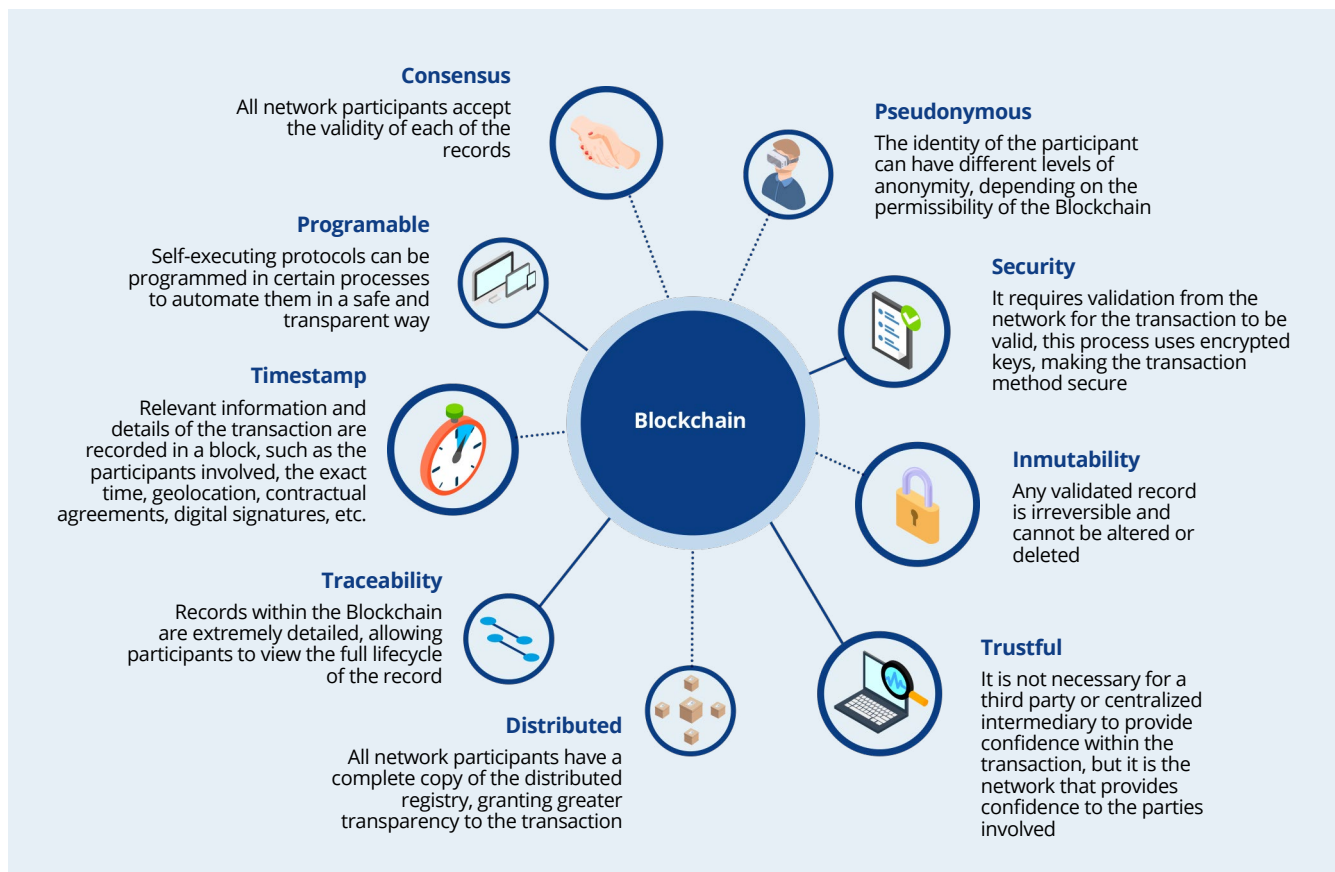 Consensus
All network participants accept
the validity of each of the
records
Pseudonymous
The identity of the participant
can have different levels of
anonymity, depending on the
permissibility of the Blockchain
Programable
Self-executing protocols can be
programmed in certain processes
to automate them in a safe and
transparent way
Security
It requires validation from the
network for the transaction to be
valid, this process uses encrypted
keys, making the transaction
method secure
Timestamp
Relevant information and
details of the transaction are
recorded in a block, such as the
participants involved, the exact
time, geolocation, contractual
agreements, digital signatures, etc.
Blockchain
Inmutability
Any validated record
is irreversible and
cannot be altered or
deleted
Traceability
Records within the Blockchain
are extremely detailed, allowing
participants to view the full lifecycle
of the record
Trustful
It is not necessary for a
third party or centralized
intermediary to provide
confidence within the
transaction, but it is the
network that provides
confidence to the parties
involved
Distributed
All network participants have a
complete copy of the distributed
registry, granting greater
transparency to the transaction